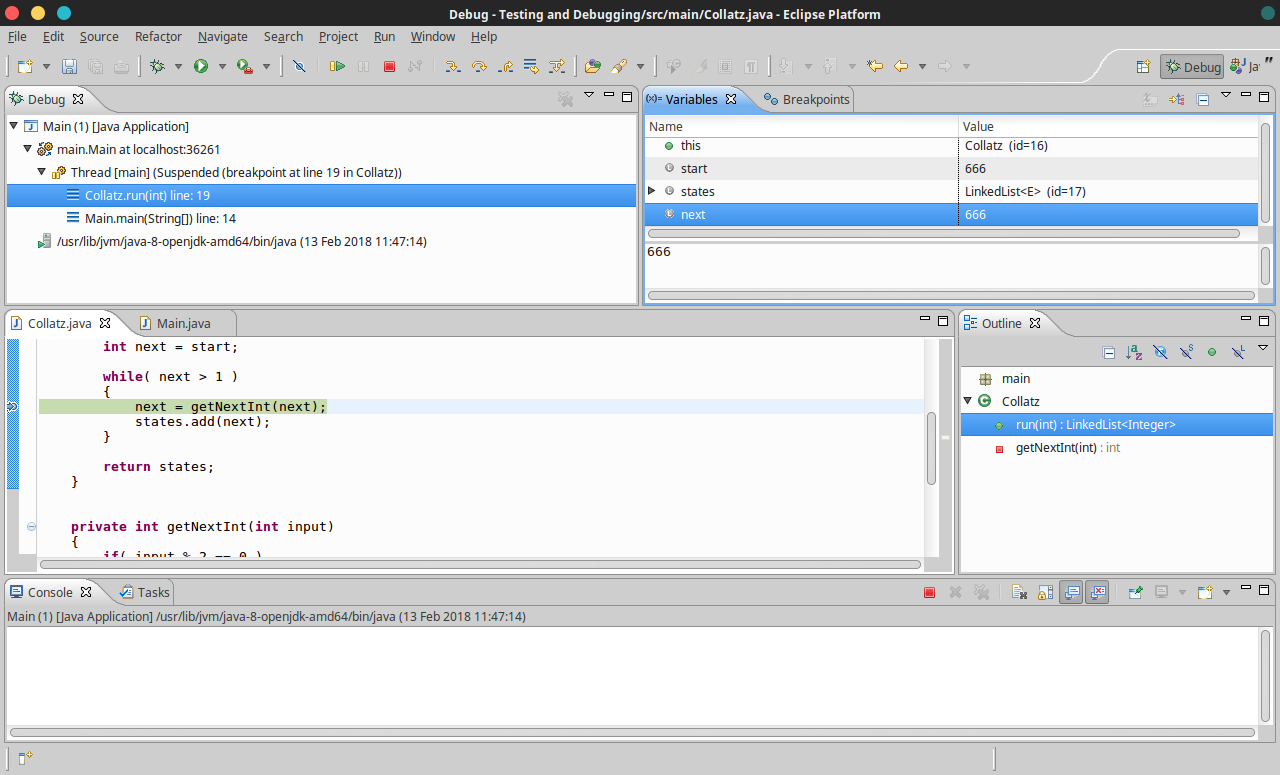 Debug - Testing and Debugging/src/main/Collatz.java - Eclipse Platform
File Edit Source Refactor Navigate Search Project Run Window Help
Debug Ja
Debug
Main (1) [Java Application]
main.Main at localhost:36261
Thread [main] (Suspended (breakpoint at line 19 in Collatz))
Collatz.run(int) line: 19
Main.main(String[]) line: 14
/usr/lib/jvm/java-8-openjdk-amd64/bin/java (13 Feb 2018 11:47:14)
(x)= Variables Breakpoints
Name Value
this Collatz (id=16)
start 666
states LinkedList<E> (id=17)
next 666
666
Collatz.java Main.java
int next = start;
while( next > 1 )
{
next = getNextInt(next);
states.add(next);
}
return states;
}
private int getNextInt(int input)
{
if( input % 2 == 0 )
Outline
main
Collatz
run(int) : LinkedList<Integer>
getNextInt(int) : int
Console Tasks
Main (1) [Java Application] /usr/lib/jvm/java-8-openjdk-amd64/bin/java (13 Feb 2018 11:47:14)